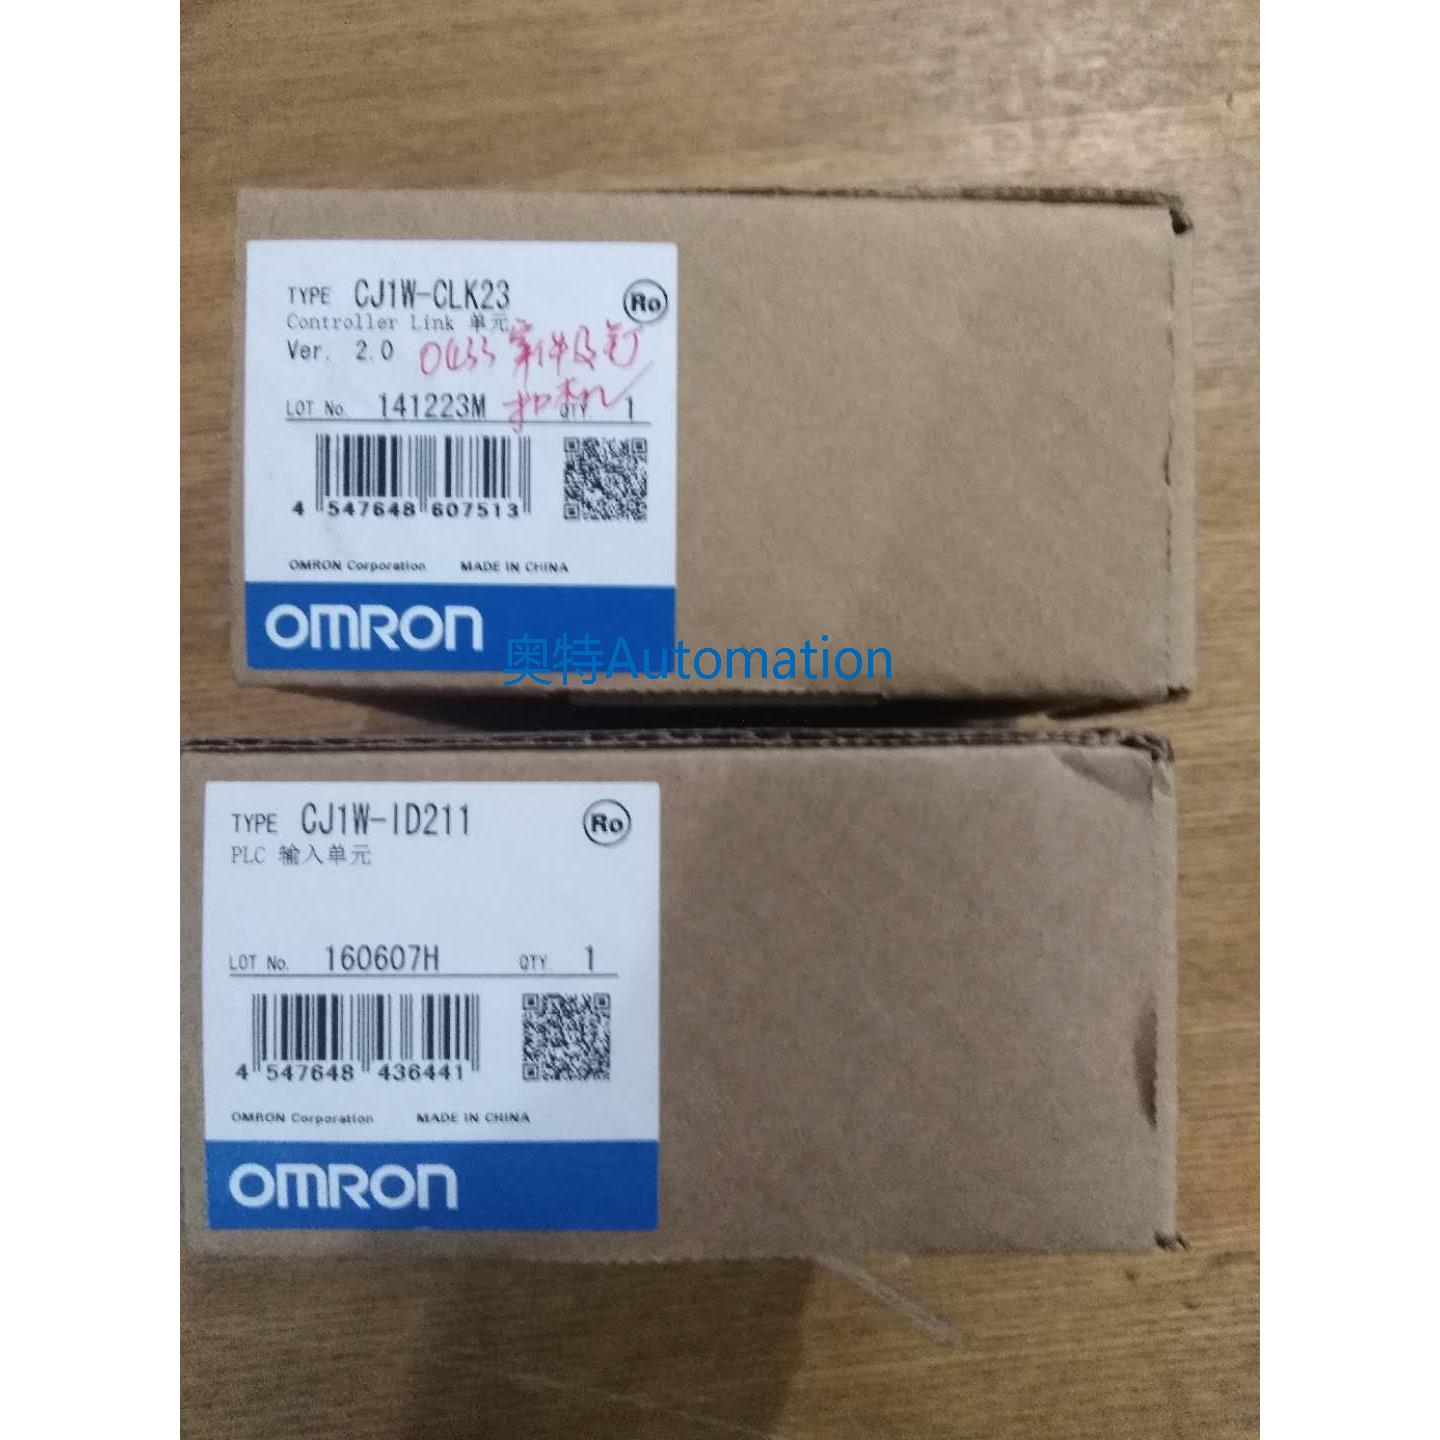 TYPE CJ1W-CLK23
Ro
Controller Link 单元
Ver. 2.0
0433
LOT No. 141223M QTY. 1
4 547648 607513
OMRON Corporation MADE IN CHINA
OMRON
奥特Automation
TYPE CJ1W-ID211
Ro
PLC 输入单元
LOT No. 160607H QTY. 1
4 547648 436441
OMRON Corporation MADE IN CHINA
OMRON